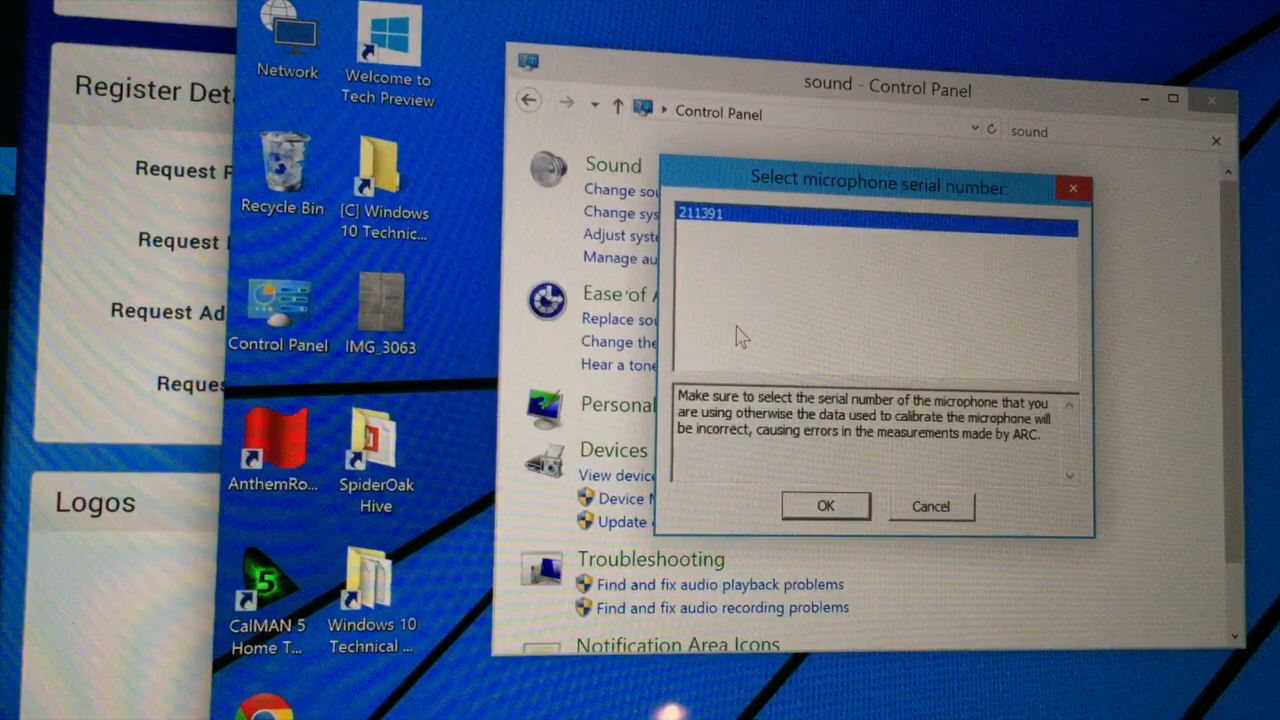 Register Det
Request
Request
Request Ad
Reques
Logos
Network
Welcome to
Tech Preview
Recycle Bin
[C] Windows
10 Technic...
Control Panel
IMG_3063
AnthemRo...
SpiderOak
Hive
5
CalMAN 5
Home T...
Windows 10
Technical ...
sound - Control Panel
Control Panel
sound
Sound
Change sou
Change sys
Adjust syst
Manage au
Ease of A
Replace sou
Change the
Hear a tone
Personal
Devices
View device
Device M
Update
Troubleshooting
Find and fix audio playback problems
Find and fix audio recording problems
Notification Area Icons
Select microphone serial number:
211391
Make sure to select the serial number of the microphone that you
are using otherwise the data used to calibrate the microphone will
be incorrect, causing errors in the measurements made by ARC.
OK
Cancel